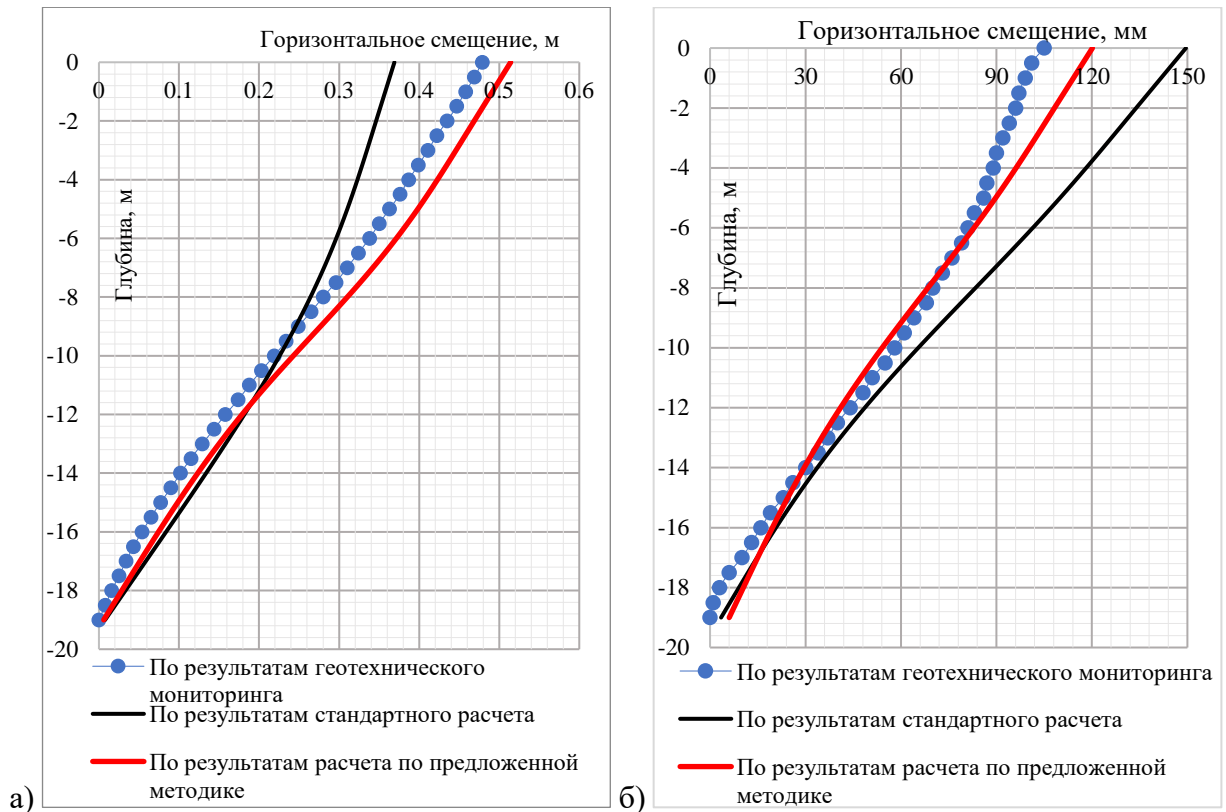 Горизонтальное смещение, м
0 0.1 0.2 0.3 0.4 0.5 0.6
0
-2
-4
-6
-8
-10
-12
-14
-16
-18
-20
Глубина, м
По результатам геотехнического
мониторинга
По результатам стандартного расчета
По результатам расчета по предложенной
методике
а)
Горизонтальное смещение, мм
0 30 60 90 120 150
0
-2
-4
-6
-8
-10
-12
-14
-16
-18
-20
Глубина, м
По результатам геотехнического мониторинга
По результатам стандартного расчета
По результатам расчета по предложенной
методике
б)